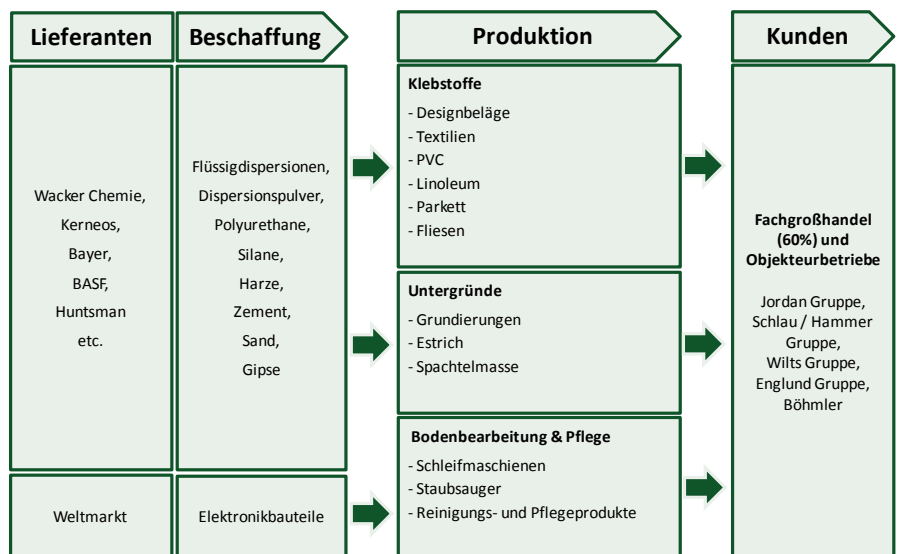 Lieferanten
Beschaffung
Produktion
Kunden
Wacker Chemie,
Kerneos,
Bayer,
BASF,
Huntsman
etc.
Flüssigdispersionen,
Dispersionspulver,
Polyurethane,
Silane,
Harze,
Zement,
Sand,
Gipse
Klebstoffe
- Designbeläge
- Textilien
- PVC
- Linoleum
- Parkett
- Fliesen
Untergründe
- Grundierungen
- Estrich
- Spachtelmasse
Fachgroßhandel
(60%) und
Objekteurbetriebe
Jordan Gruppe,
Schlau / Hammer
Gruppe,
Wilts Gruppe,
Englund Gruppe,
Böhmler
Weltmarkt
Elektronikbauteile
Bodenbearbeitung & Pflege
- Schleifmaschienen
- Staubsauger
- Reinigungs- und Pflegeprodukte